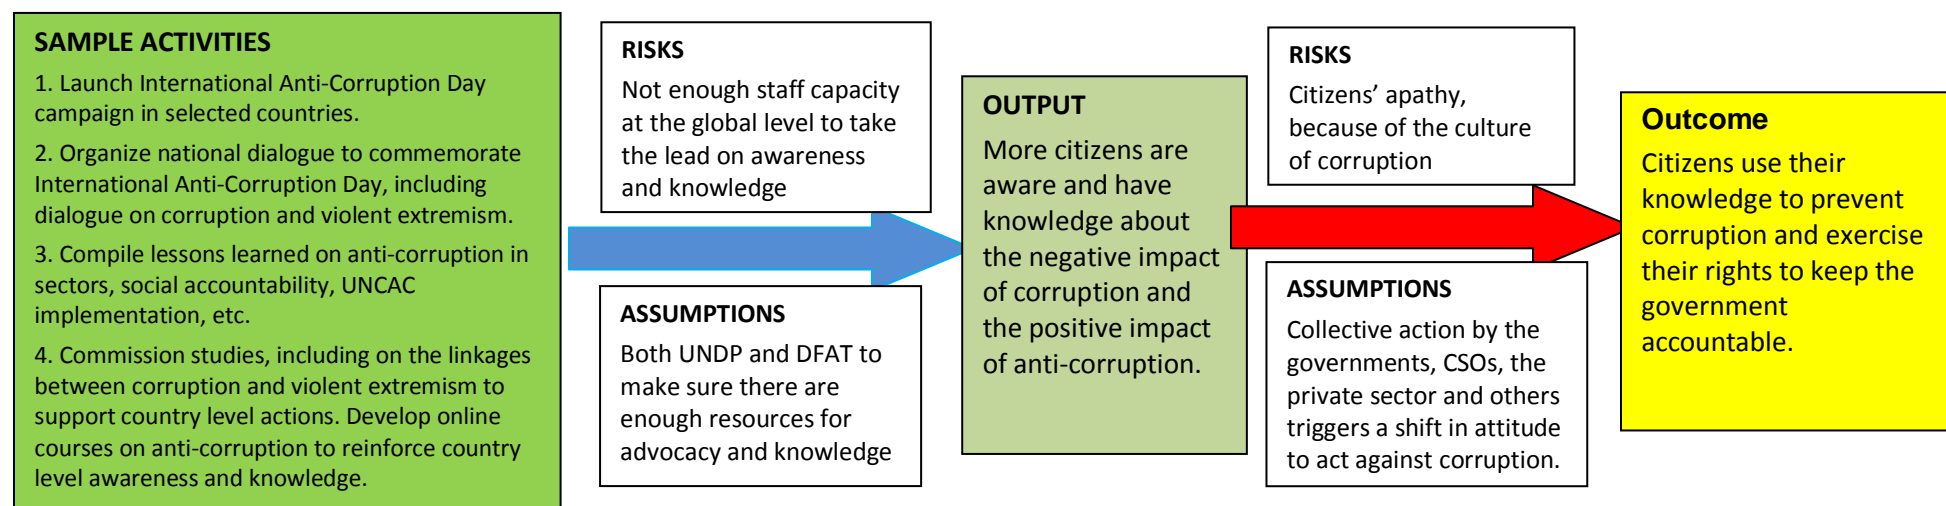 SAMPLE ACTIVITIES
1. Launch International Anti-Corruption Day
campaign in selected countries.
2. Organize national dialogue to commemorate
International Anti-Corruption Day, including
dialogue on corruption and violent extremism.
3. Compile lessons learned on anti-corruption in
sectors, social accountability, UNCAC
implementation, etc.
4. Commission studies, including on the linkages
between corruption and violent extremism to
support country level actions. Develop online
courses on anti-corruption to reinforce country
level awareness and knowledge.
RISKS
Not enough staff capacity
at the global level to take
the lead on awareness
and knowledge
ASSUMPTIONS
Both UNDP and DFAT to
make sure there are
enough resources for
advocacy and knowledge
OUTPUT
More citizens are
aware and have
knowledge about
the negative impact
of corruption and
the positive impact
of anti-corruption.
RISKS
Citizens’ apathy,
because of the culture
of corruption
ASSUMPTIONS
Collective action by the
governments, CSOs, the
private sector and others
triggers a shift in attitude
to act against corruption.
Outcome
Citizens use their
knowledge to prevent
corruption and exercise
their rights to keep the
government
accountable.